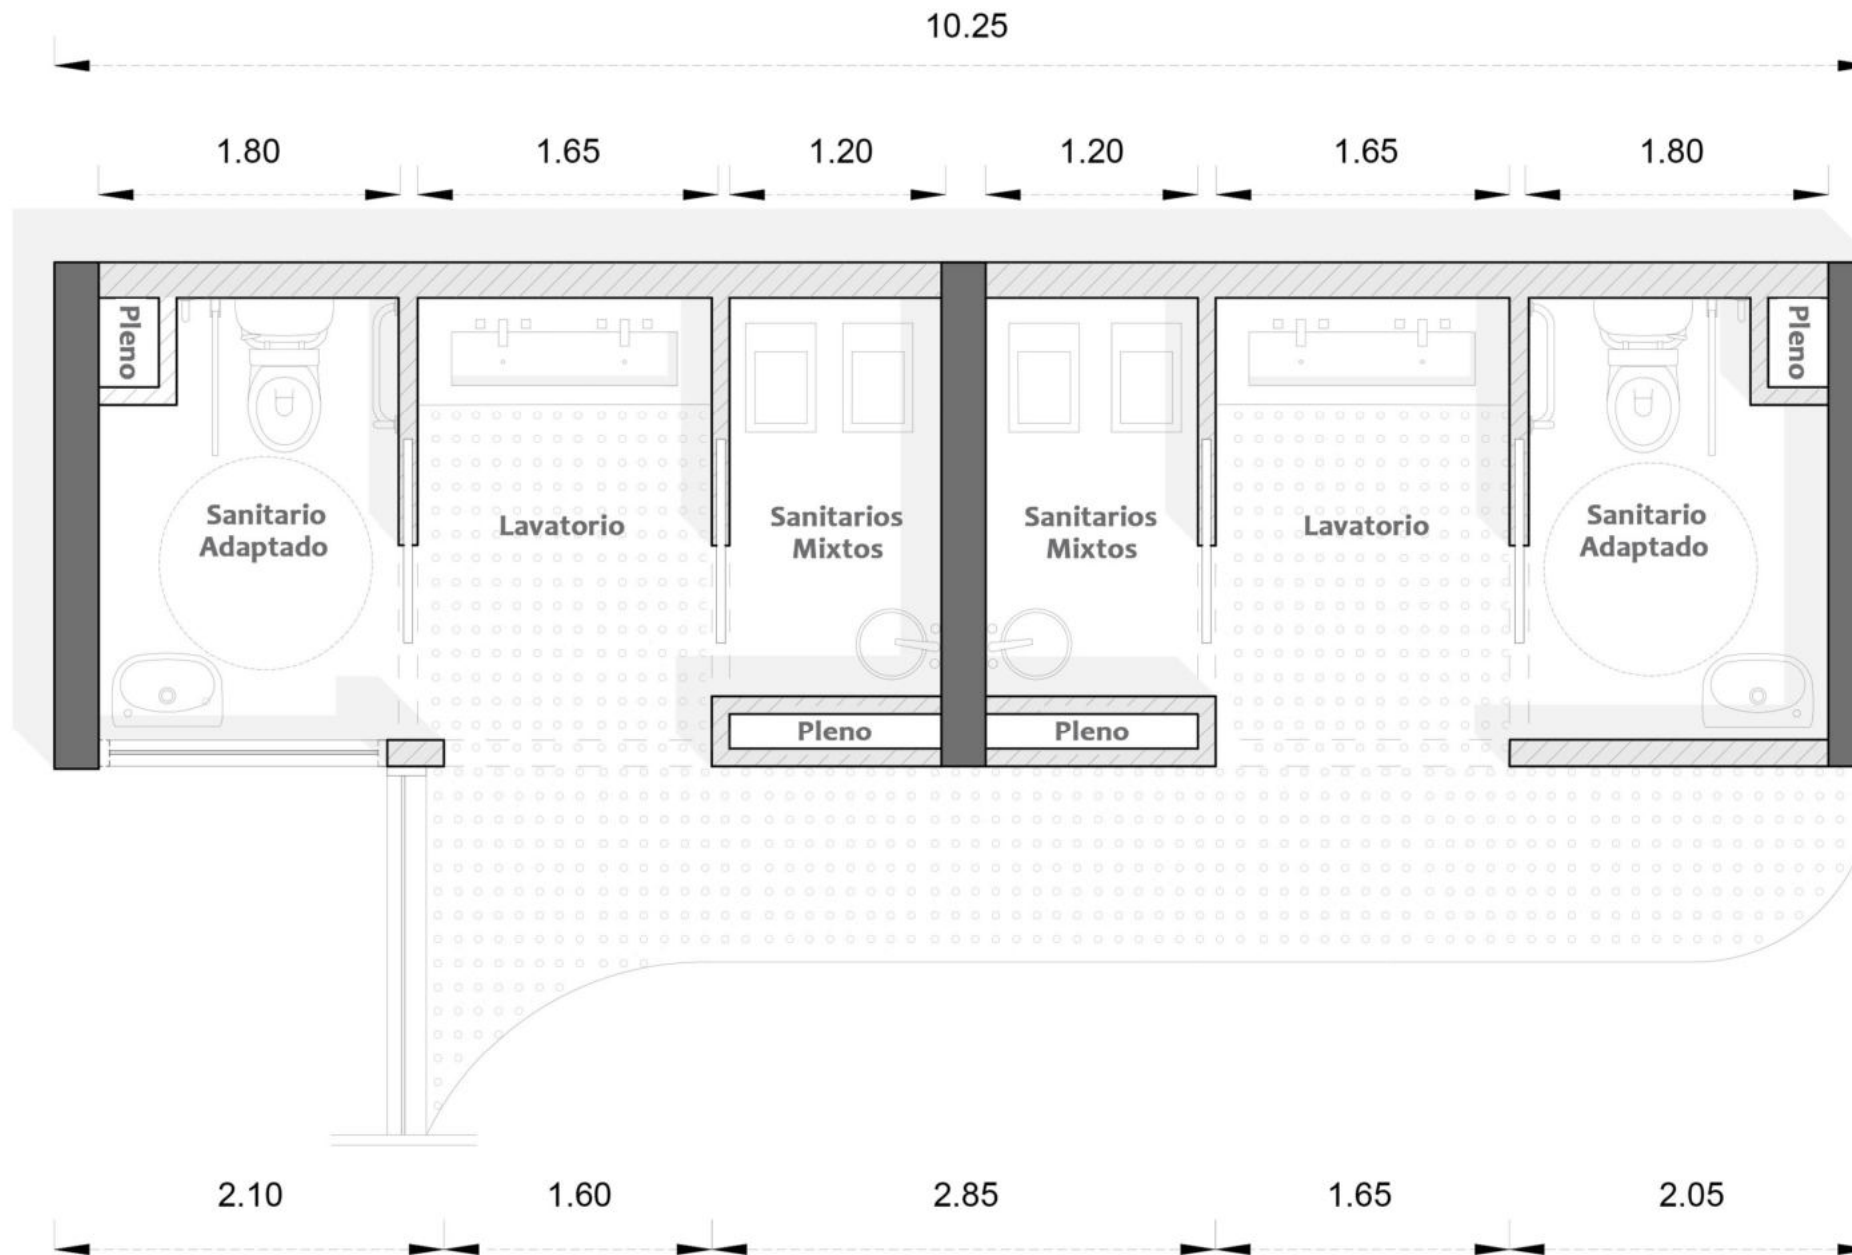 10.25
1.80 1.65 1.20 1.20 1.65 1.80
Pleno Pleno
Sanitario
Adaptado
Lavatorio
Sanitarios
Mixtos
Sanitarios
Mixtos
Lavatorio
Sanitario
Adaptado
Pleno Pleno
2.10 1.60 2.85 1.65 2.05